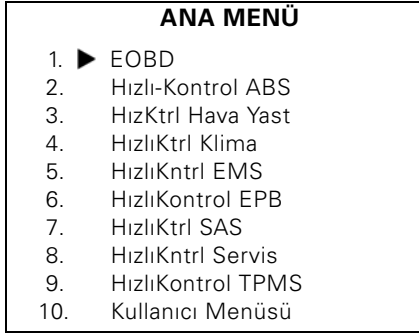 ANA MENÜ
1. ▶ EOBD
2. Hızlı-Kontrol ABS
3. HızKtrl Hava Yast
4. HızlıKtrl Klima
5. HızlıKntrl EMS
6. HızlıKontrol EPB
7. HızlıKtrl SAS
8. HızlıKntrl Servis
9. HızlıKontrol TPMS
10. Kullanıcı Menüsü